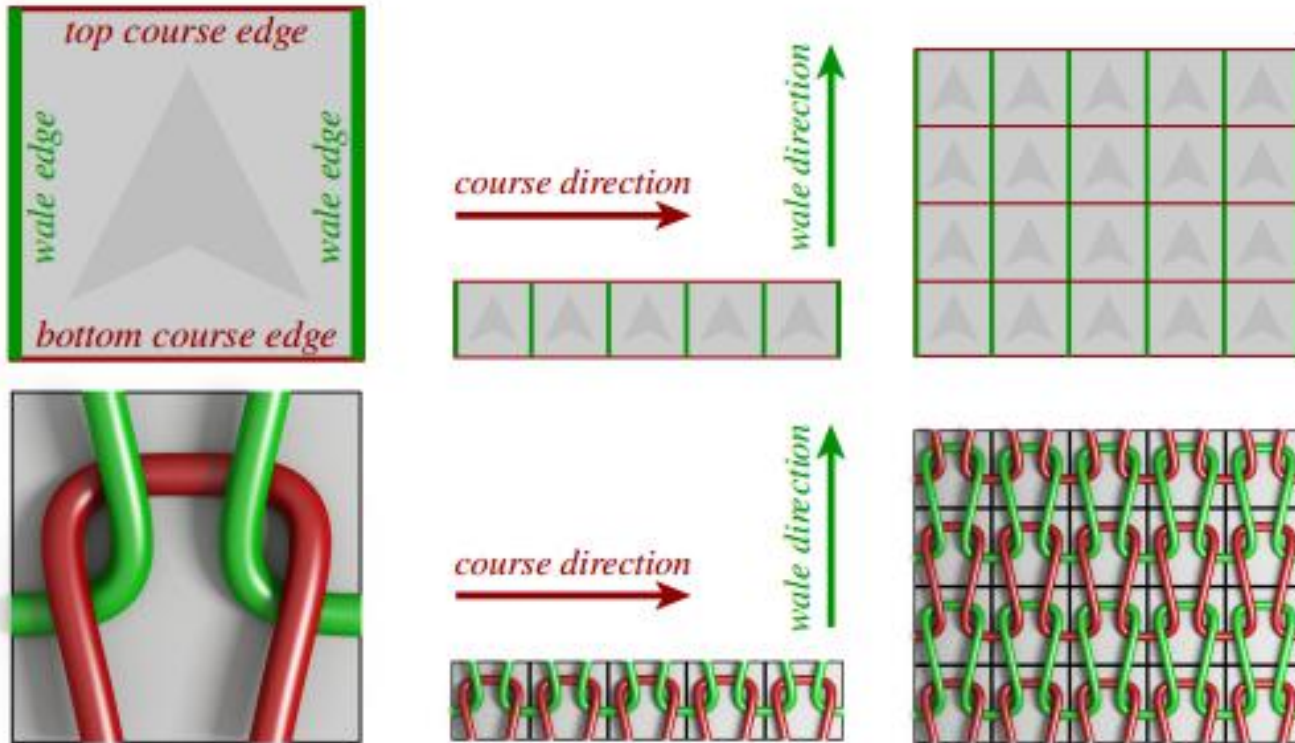 top course edge
wale edge
wale edge
bottom course edge
course direction
wale direction
course direction
wale direction